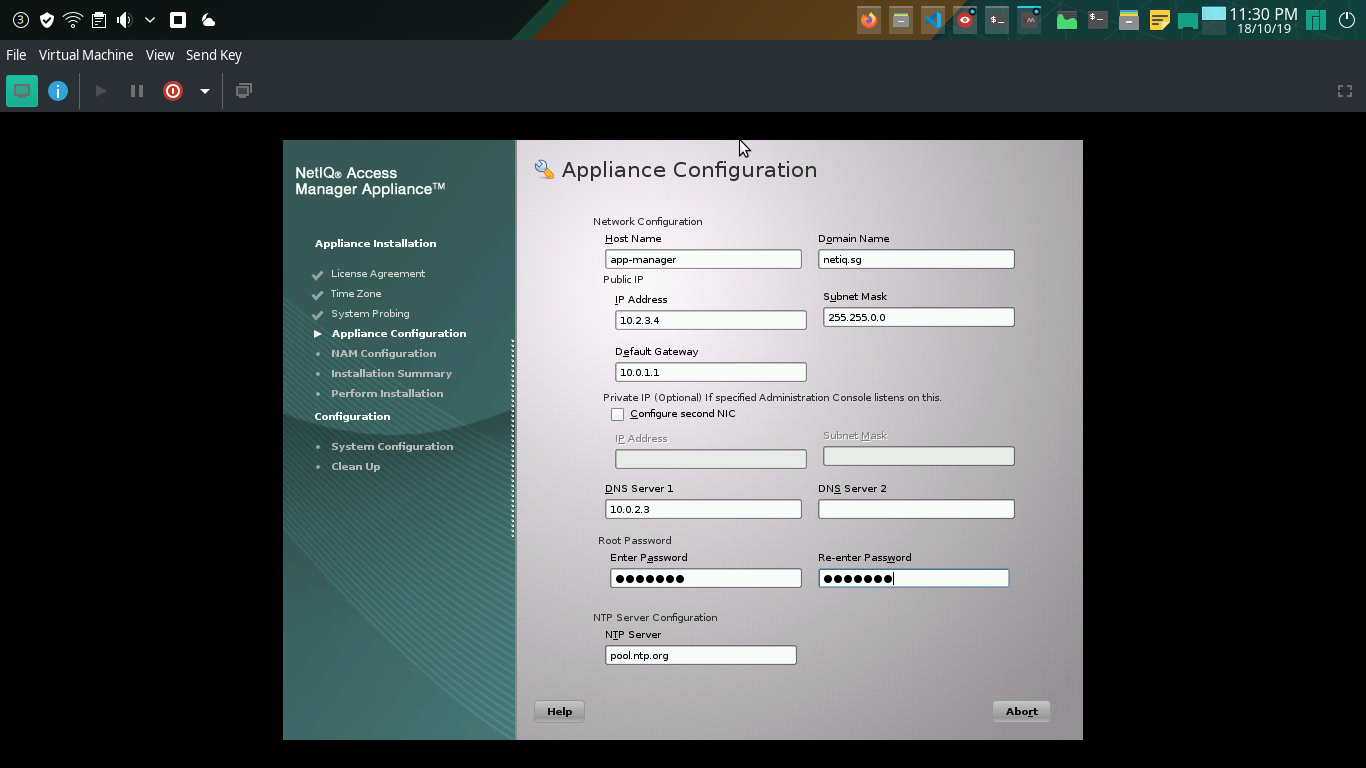 3
11:30 PM
18/10/19
File Virtual Machine View Send Key
NetIQ® Access
Manager Appliance™
Appliance Installation
License Agreement
Time Zone
System Probing
Appliance Configuration
NAM Configuration
Installation Summary
Perform Installation
Configuration
System Configuration
Clean Up
Appliance Configuration
Network Configuration
Host Name Domain Name
app-manager netiq.sg
Public IP
IP Address Subnet Mask
10.2.3.4 255.255.0.0
Default Gateway
10.0.1.1
Private IP (Optional) If specified Administration Console listens on this.
Configure second NIC
IP Address Subnet Mask
DNS Server 1 DNS Server 2
10.0.2.3
Root Password
Enter Password Re-enter Password
●●●●●●● ●●●●●●●
NTP Server Configuration
NTP Server
pool.ntp.org
Help Abort